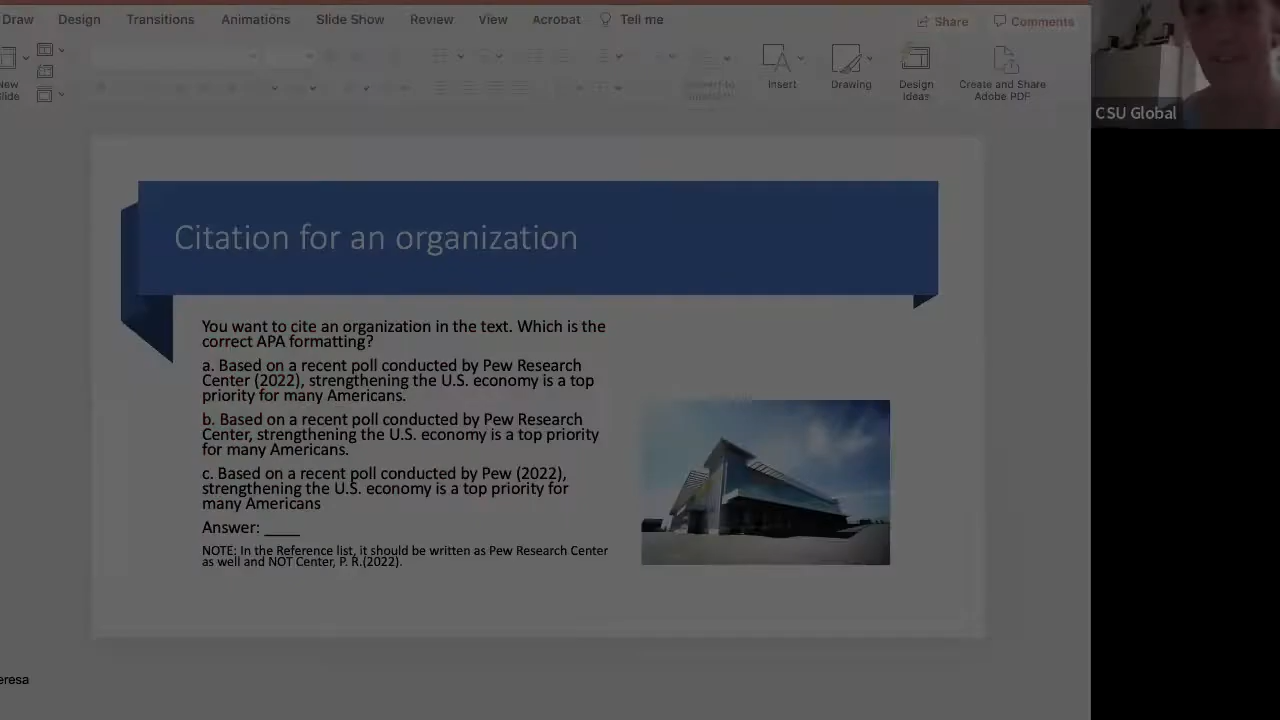 Draw Design Transitions Animations Slide Show Review View Acrobat Tell me
Share Comments
New
Slide
Insert
Drawing
Design
Ideas
Create and Share
Adobe PDF
CSU Global
Citation for an organization
You want to cite an organization in the text. Which is the
correct APA formatting?
a. Based on a recent poll conducted by Pew Research
Center (2022), strengthening the U.S. economy is a top
priority for many Americans.
b. Based on a recent poll conducted by Pew Research
Center, strengthening the U.S. economy is a top priority
for many Americans.
c. Based on a recent poll conducted by Pew (2022),
strengthening the U.S. economy is a top priority for
many Americans
Answer: ____
NOTE: In the Reference list, it should be written as Pew Research Center
as well and NOT Center, P. R.(2022).
eresa